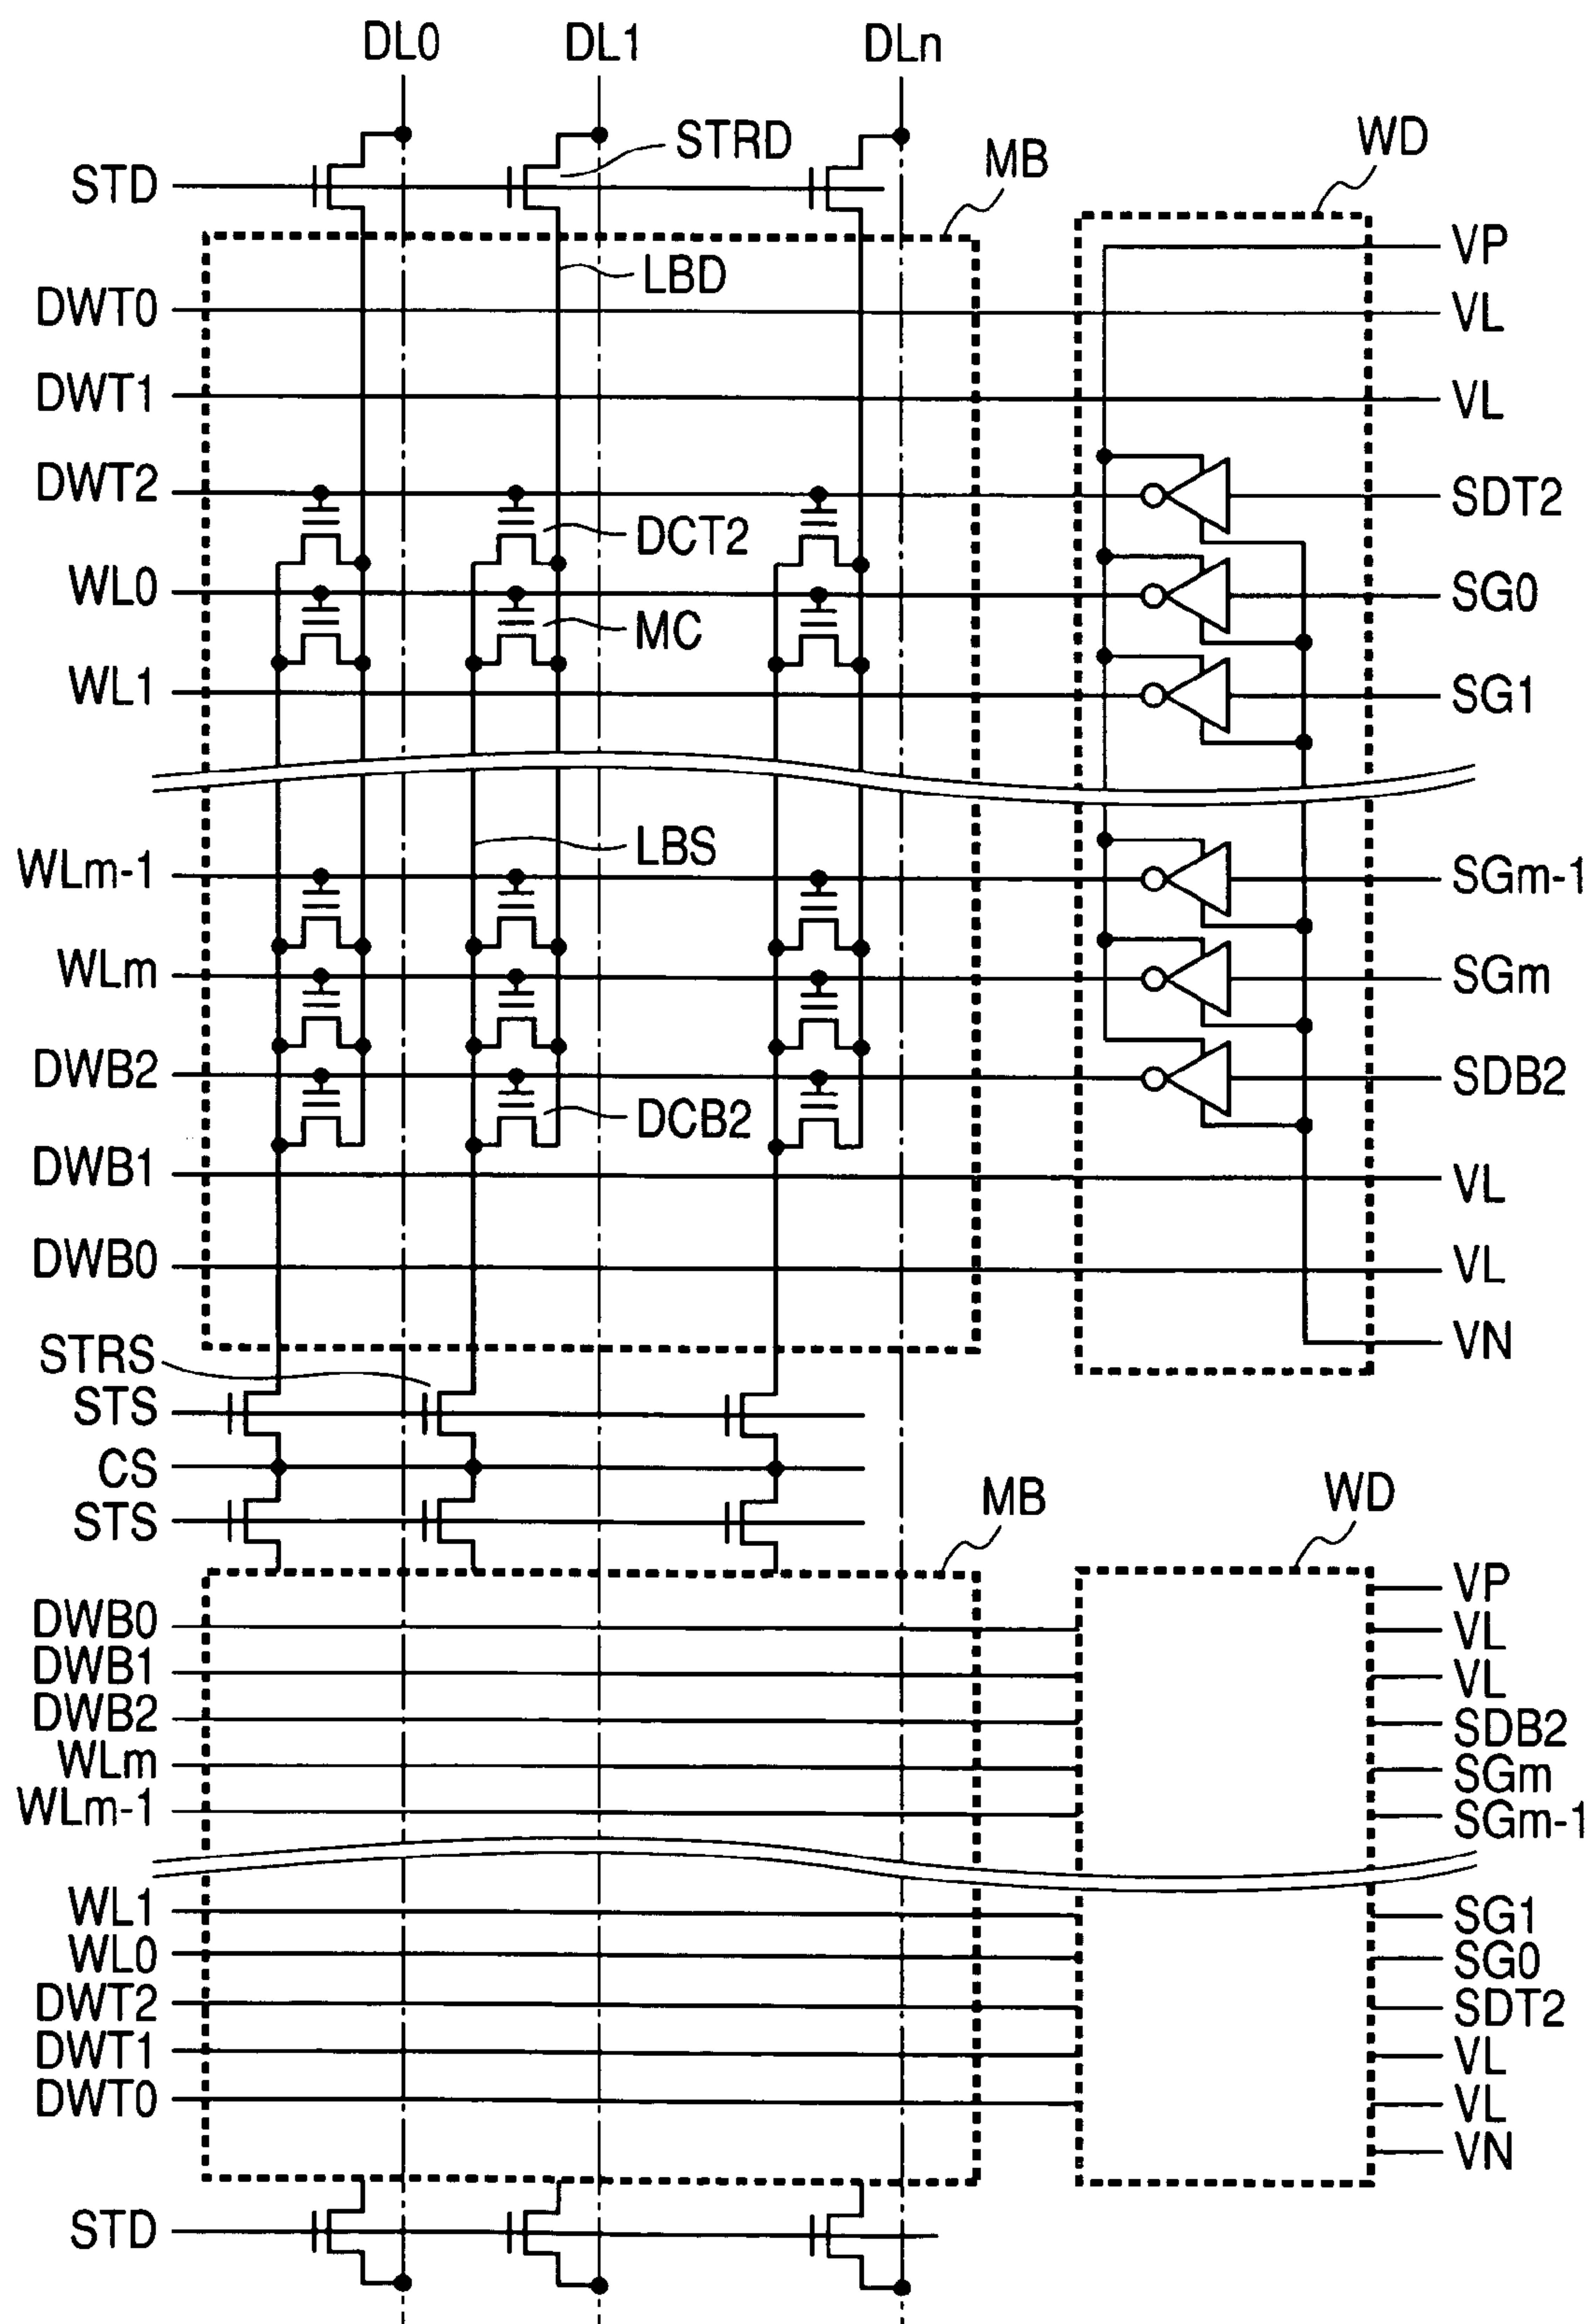 DL0 DL1 DLn
STRD MB WD
STD
VP
LBD
DWT0 VL
DWT1 VL
DWT2 SDT2
DCT2
WL0 SG0
MC
WL1 SG1
LBS
WLm-1 SGm-1
WLm SGm
DWB2 SDB2
DCB2
DWB1 VL
DWB0 VL
STRS VN
STS
CS
STS
MB WD
VP
DWB0 VL
DWB1 VL
DWB2 SDB2
WLm SGm
WLm-1 SGm-1
WL1 SG1
WL0 SG0
DWT2 SDT2
DWT1 VL
DWT0 VL
VN
STD